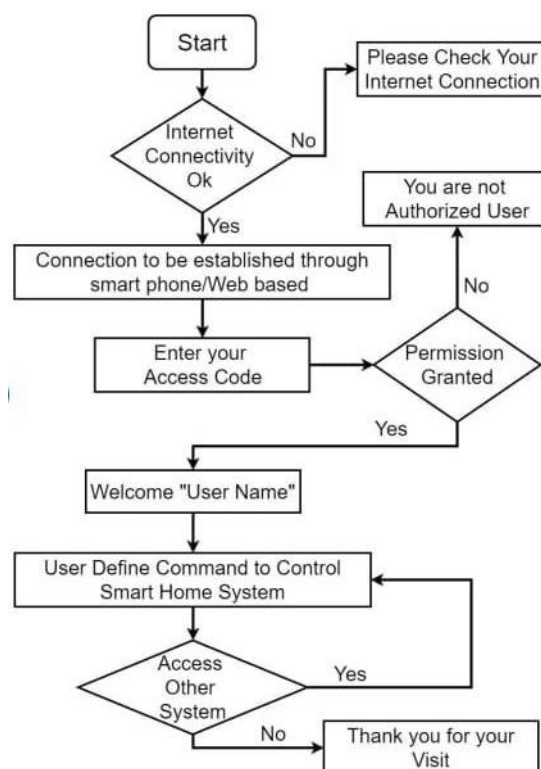 Start
Please Check Your
Internet Connection
Internet
Connectivity
Ok
No
Yes
You are not
Authorized User
Connection to be established through
smart phone/Web based
No
Enter your
Access Code
Permission
Granted
Yes
Welcome "User Name"
User Define Command to Control
Smart Home System
Access
Other
System
Yes
No
Thank you for your
Visit